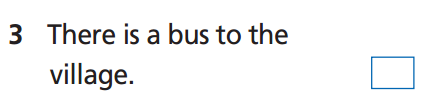 3 There is a bus to the
village.